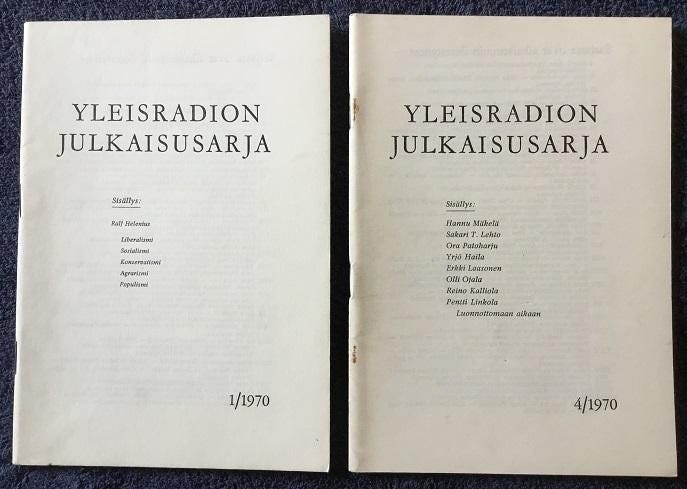 YLEISRADION
JULKAISUSARJA
Sisällys:
Ralf Helenius
Liberalismi
Sosialismi
Konservatismi
Agrarismi
Populismi
1/1970
YLEISRADION
JULKAISUSARJA
Sisällys:
Hannu Mäkelä
Sakari T. Lehto
Ora Patoharju
Yrjö Haila
Erkki Laasonen
Olli Ojala
Reino Kalliola
Pentti Linkola
Luonnottomaan aikaan
4/1970